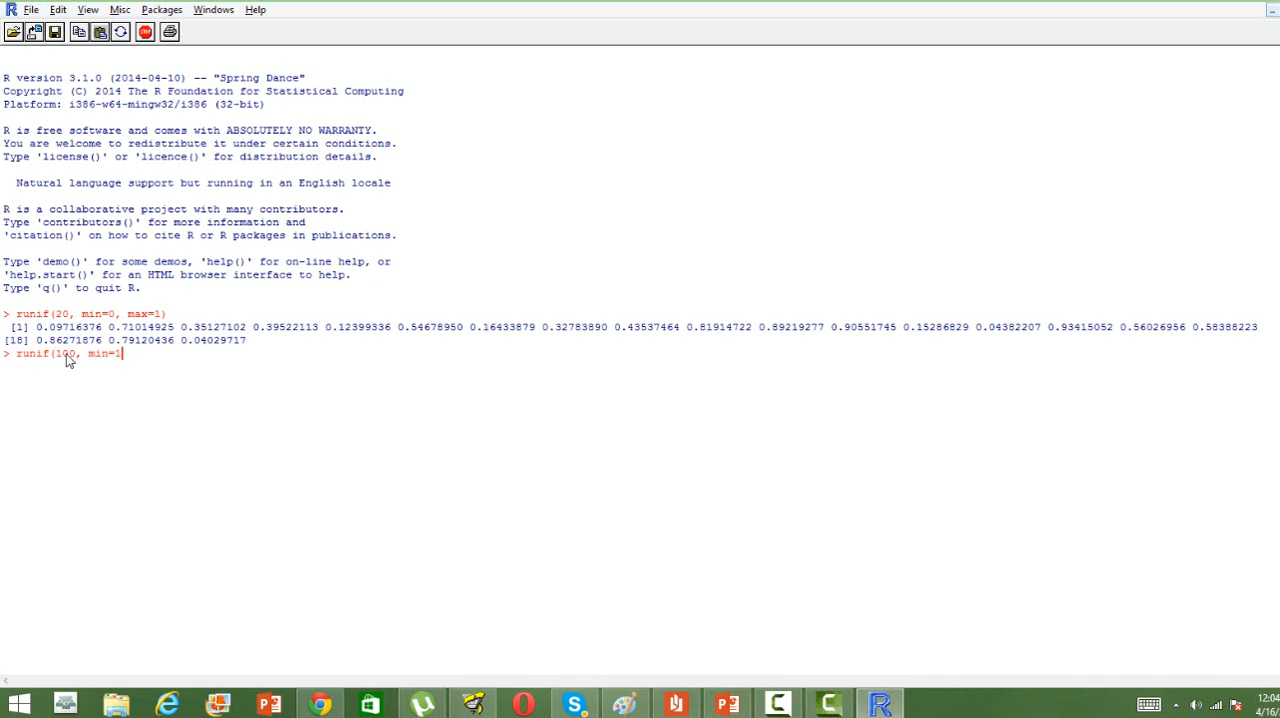 File Edit View Misc Packages Windows Help
STOP
R version 3.1.0 (2014-04-10) -- "Spring Dance"
Copyright (C) 2014 The R Foundation for Statistical Computing
Platform: i386-w64-mingw32/i386 (32-bit)
R is free software and comes with ABSOLUTELY NO WARRANTY.
You are welcome to redistribute it under certain conditions.
Type 'license()' or 'licence()' for distribution details.
Natural language support but running in an English locale
R is a collaborative project with many contributors.
Type 'contributors()' for more information and
'citation()' on how to cite R or R packages in publications.
Type 'demo()' for some demos, 'help()' for on-line help, or
'help.start()' for an HTML browser interface to help.
Type 'q()' to quit R.
> runif(20, min=0, max=1)
[1] 0.09716376 0.71014925 0.35127102 0.39522113 0.12399336 0.54678950 0.16433879 0.32783890 0.43537464 0.81914722 0.89219277 0.90551745 0.15286829 0.04382207 0.93415052 0.56026956 0.58388223
[18] 0.86271876 0.79120436 0.04029717
> runif(100, min=1
12:04
4/16/